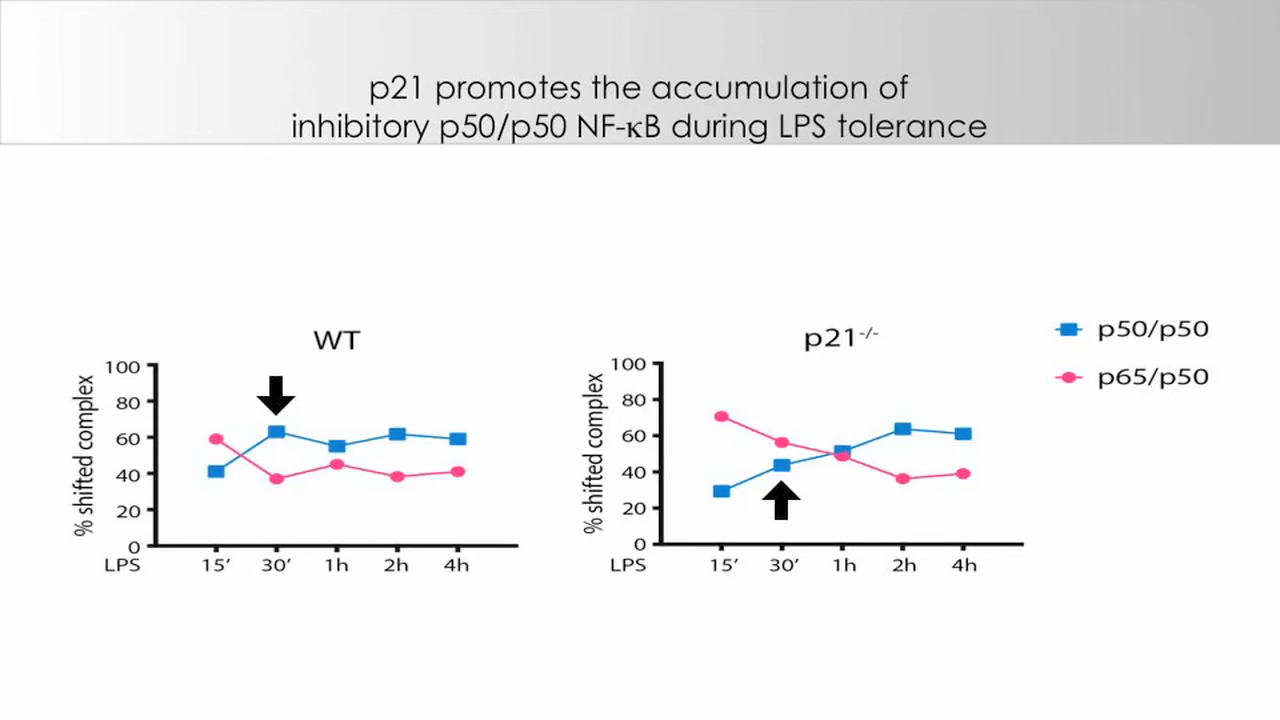 p21 promotes the accumulation of
inhibitory p50/p50 NF-κB during LPS tolerance
WT
% shifted complex
100
80
60
40
20
0
LPS 15’ 30’ 1h 2h 4h
p21-/-
% shifted complex
100
80
60
40
20
0
LPS 15’ 30’ 1h 2h 4h
p50/p50
p65/p50